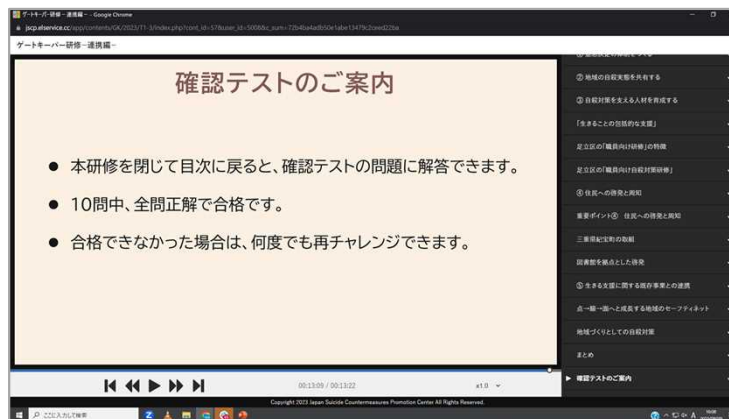 ゲートキーパー研修－連携編－ - Google Chrome
ゲートキーパー研修－連携編－
確認テストのご案内
● 本研修を閉じて目次に戻ると、確認テストの問題に解答できます。
● 10問中、全問正解で合格です。
● 合格できなかった場合は、何度でも再チャレンジできます。
② 地域の自殺実態を共有する
③ 自殺対策を支える人材を育成する
「生きることの包括的な支援」
足立区の「職員向け研修」の特徴
足立区の「職員向け自殺対策研修」
④ 住民への啓発と周知
重要ポイント④ 住民への啓発と周知
三重県紀宝町の取組
図書館を拠点とした啓発
⑤ 生きる支援に関する既存事業との連携
点→線→面へと成長する地域のセーフティネット
地域づくりとしての自殺対策
まとめ
▶ 確認テストのご案内
00:13:09 / 00:13:22
x1.0
Copyright 2023 Japan Suicide Countermeasures Promotion Center All Rights Reserved.
ここに入力して検索